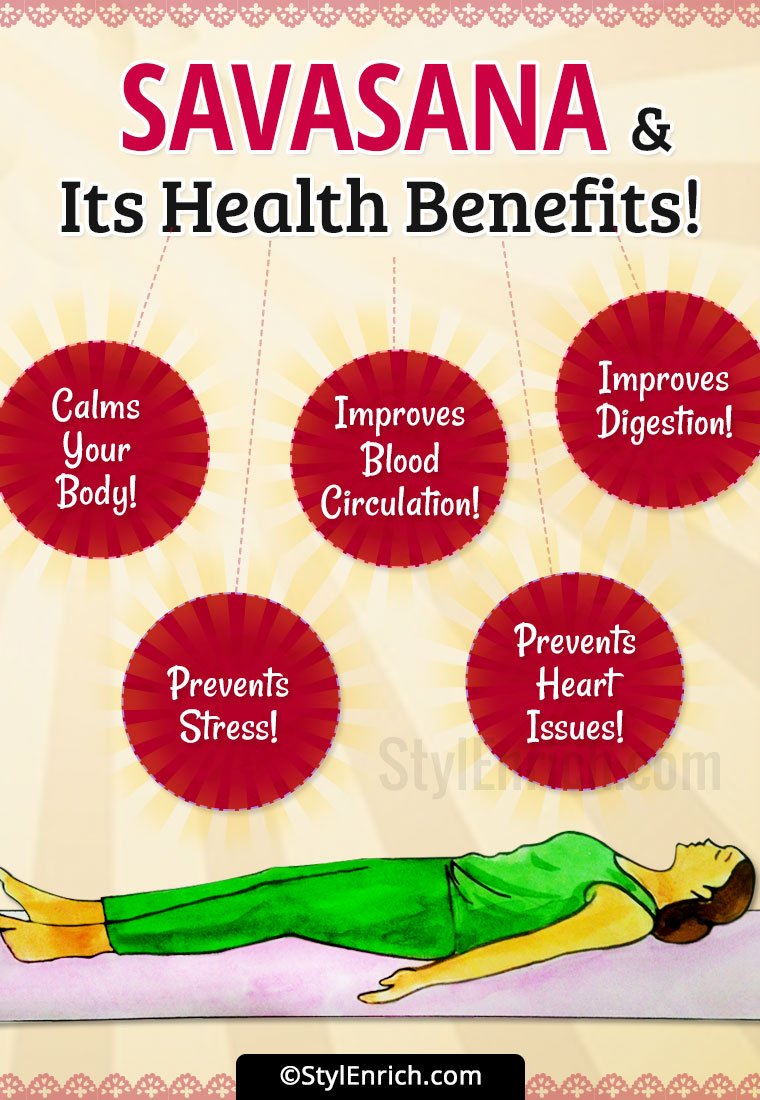 SAVASANA &
Its Health Benefits!
Calms
Your
Body!
Improves
Blood
Circulation!
Improves
Digestion!
Prevents
Stress!
Prevents
Heart
Issues!
StylEnrich.com
©StylEnrich.com